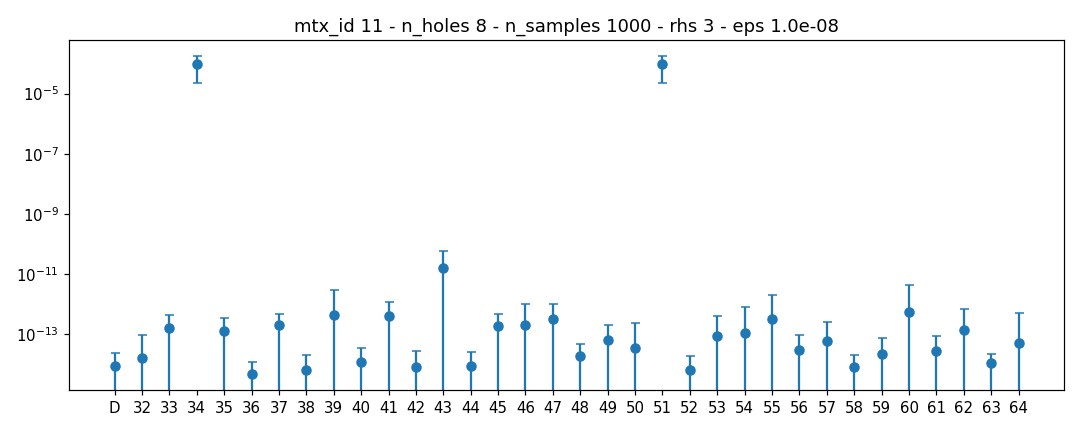 mtx_id 11 - n_holes 8 - n_samples 1000 - rhs 3 - eps 1.0e-08
10⁻⁵
10⁻⁷
10⁻⁹
10⁻¹¹
10⁻¹³
D 32 33 34 35 36 37 38 39 40 41 42 43 44 45 46 47 48 49 50 51 52 53 54 55 56 57 58 59 60 61 62 63 64